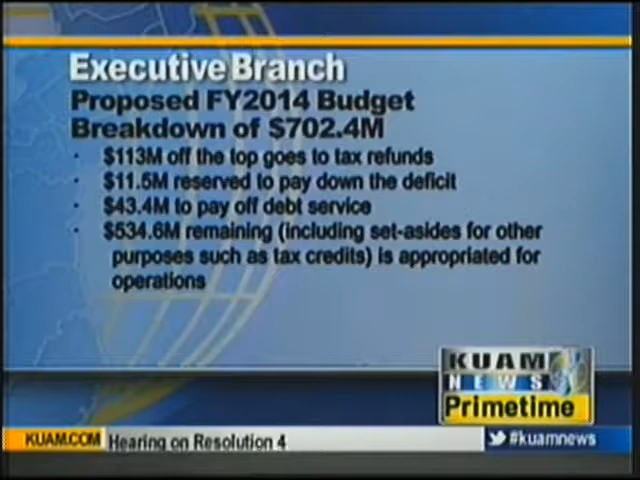 Executive Branch
Proposed FY2014 Budget
Breakdown of $702.4M
· $113M off the top goes to tax refunds
· $11.5M reserved to pay down the deficit
· $43.4M to pay off debt service
· $534.6M remaining (including set-asides for other
purposes such as tax credits) is appropriated for
operations
KUAM
NEWS
Primetime
KUAM.COM Hearing on Resolution 4 #kuamnews